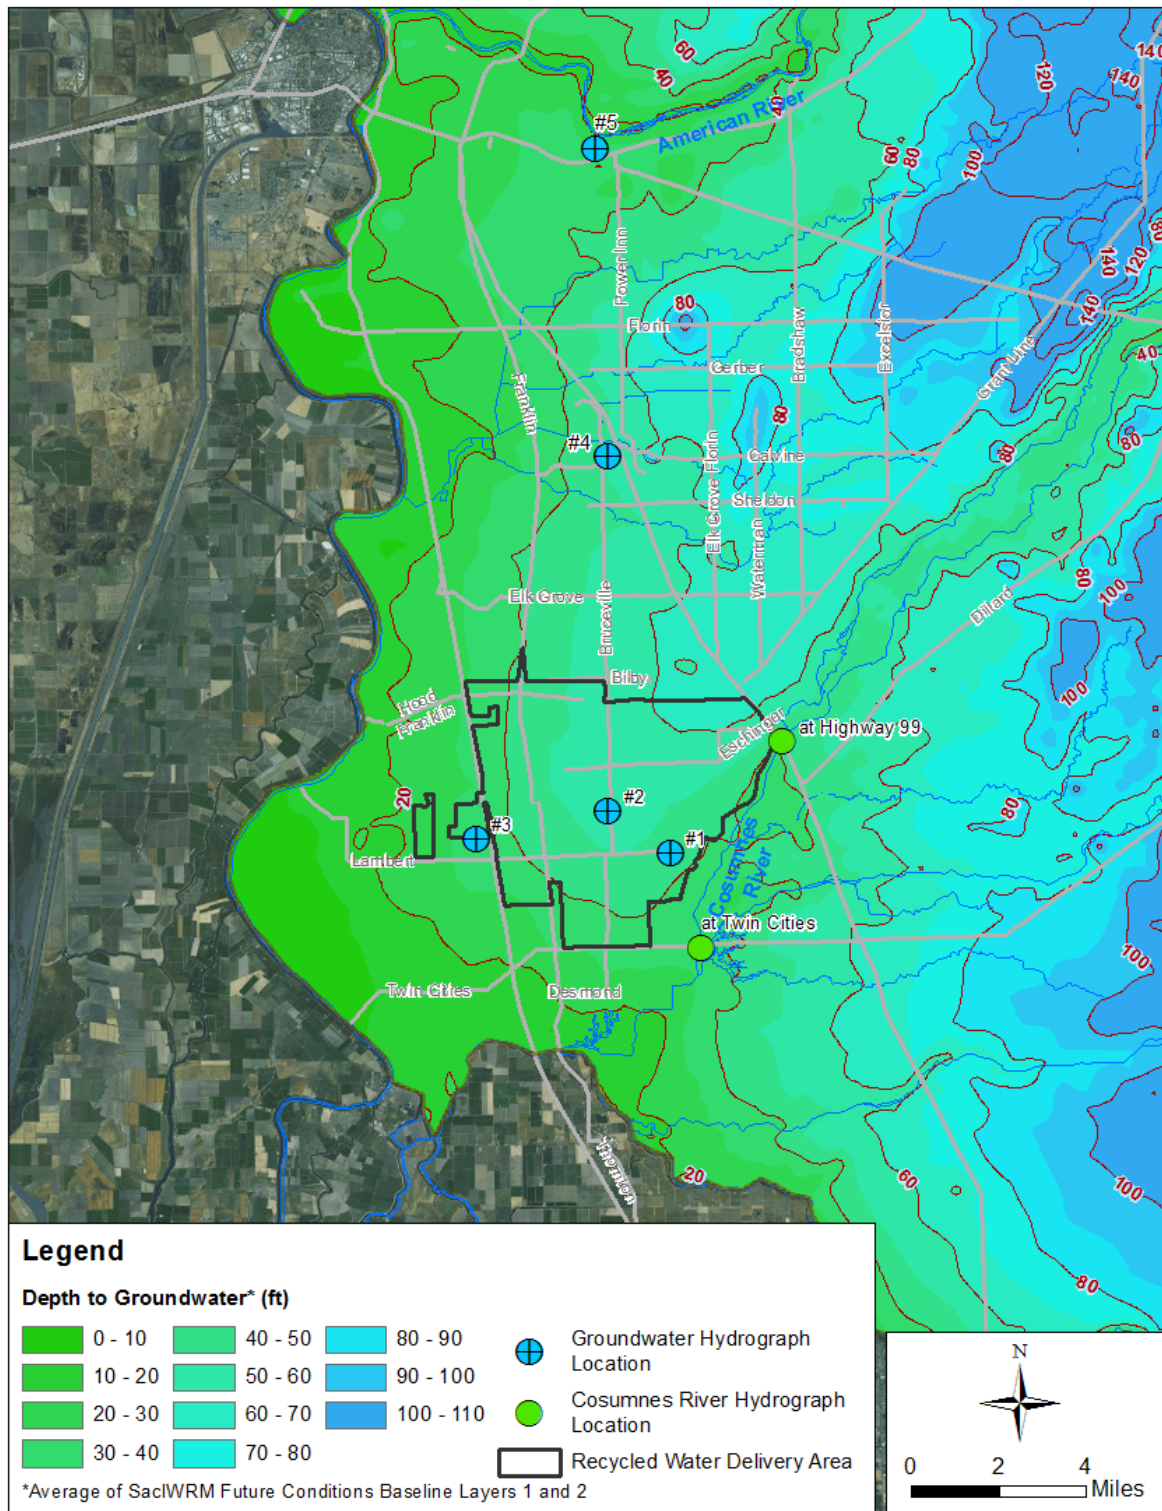 60
40
#5
American River
40
60
80
100
120
140
140
140
120
140
40
80
80
Power Inn
Florin
80
Gerber
Bradshaw
Excelsior
Grant Line
Franklin
#4
80
Calvine
Elk Grove Florin
Sheldon
Waterman
80
100
Elk Grove
Bruceville
Dillard
100
Bilby
Hood
Franklin
Eschinger
at Highway 99
20
#2
#3
#1
80
Lambert
Cosumnes
River
at Twin Cities
100
Twin Cities
Desmond
Thornton
20
60
100
80
Legend
Depth to Groundwater* (ft)
0 - 10
10 - 20
20 - 30
30 - 40
40 - 50
50 - 60
60 - 70
70 - 80
80 - 90
90 - 100
100 - 110
Groundwater Hydrograph
Location
Cosumnes River Hydrograph
Location
Recycled Water Delivery Area
*Average of SacIWRM Future Conditions Baseline Layers 1 and 2
N
0 2 4
Miles